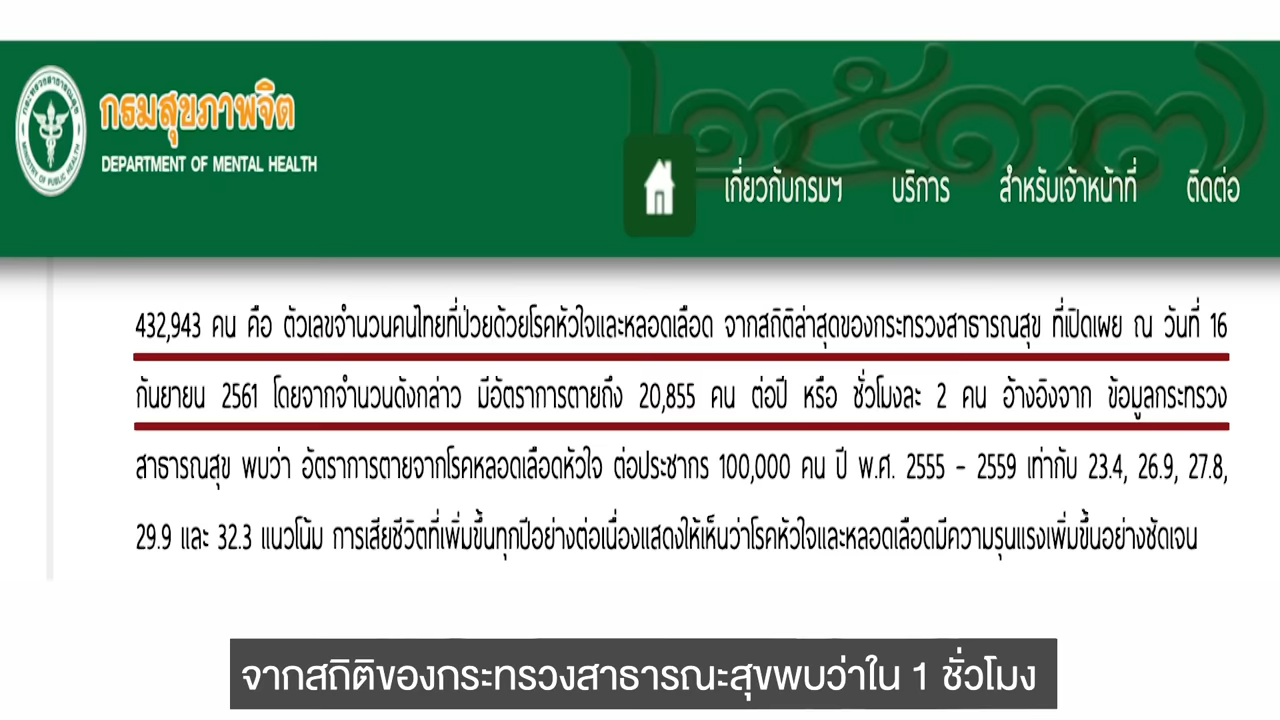 ๒๕๓๗
กรมสุขภาพจิต
DEPARTMENT OF MENTAL HEALTH
เกี่ยวกับกรมฯ บริการ สำหรับเจ้าหน้าที่ ติดต่อ
432,943 คน คือ ตัวเลขจำนวนคนไทยที่ป่วยด้วยโรคหัวใจและหลอดเลือด จากสถิติล่าสุดของกระทรวงสาธารณสุข ที่เปิดเผย ณ วันที่ 16
กันยายน 2561 โดยจากจำนวนดังกล่าว มีอัตราการตายถึง 20,855 คน ต่อปี หรือ ชั่วโมงละ 2 คน อ้างอิงจาก ข้อมูลกระทรวง
สาธารณสุข พบว่า อัตราการตายจากโรคหลอดเลือดหัวใจ ต่อประชากร 100,000 คน ปี พ.ศ. 2555 – 2559 เท่ากับ 23.4, 26.9, 27.8,
29.9 และ 32.3 แนวโน้ม การเสียชีวิตที่เพิ่มขึ้นทุกปีอย่างต่อเนื่องแสดงให้เห็นว่าโรคหัวใจและหลอดเลือดมีความรุนแรงเพิ่มขึ้นอย่างชัดเจน
จากสถิติของกระทรวงสาธารณะสุขพบว่าใน 1 ชั่วโมง